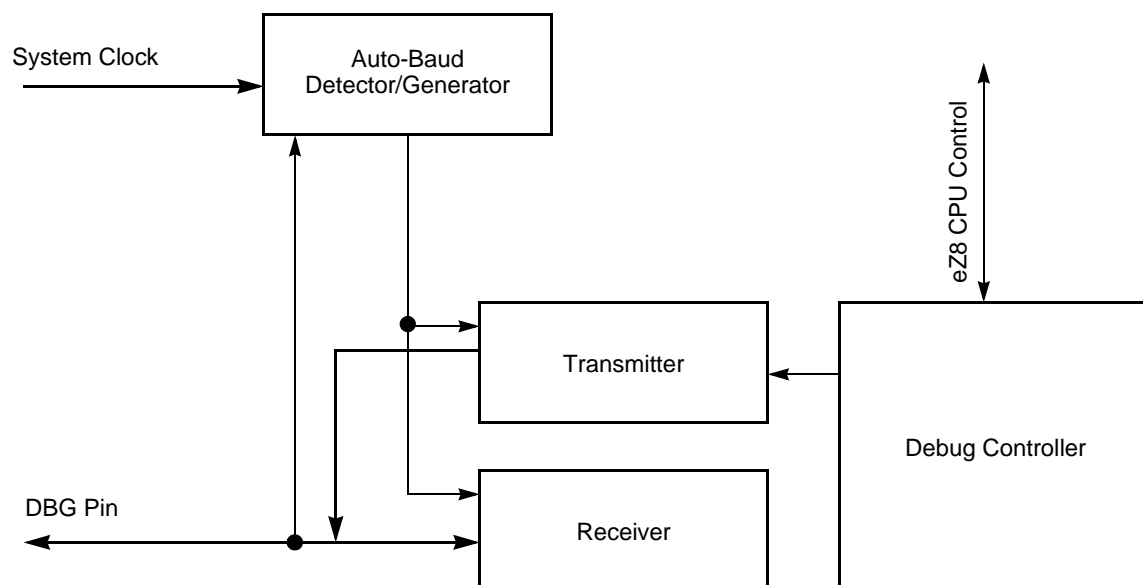 System Clock
Auto-Baud
Detector/Generator
eZ8 CPU Control
Transmitter
Debug Controller
DBG Pin
Receiver